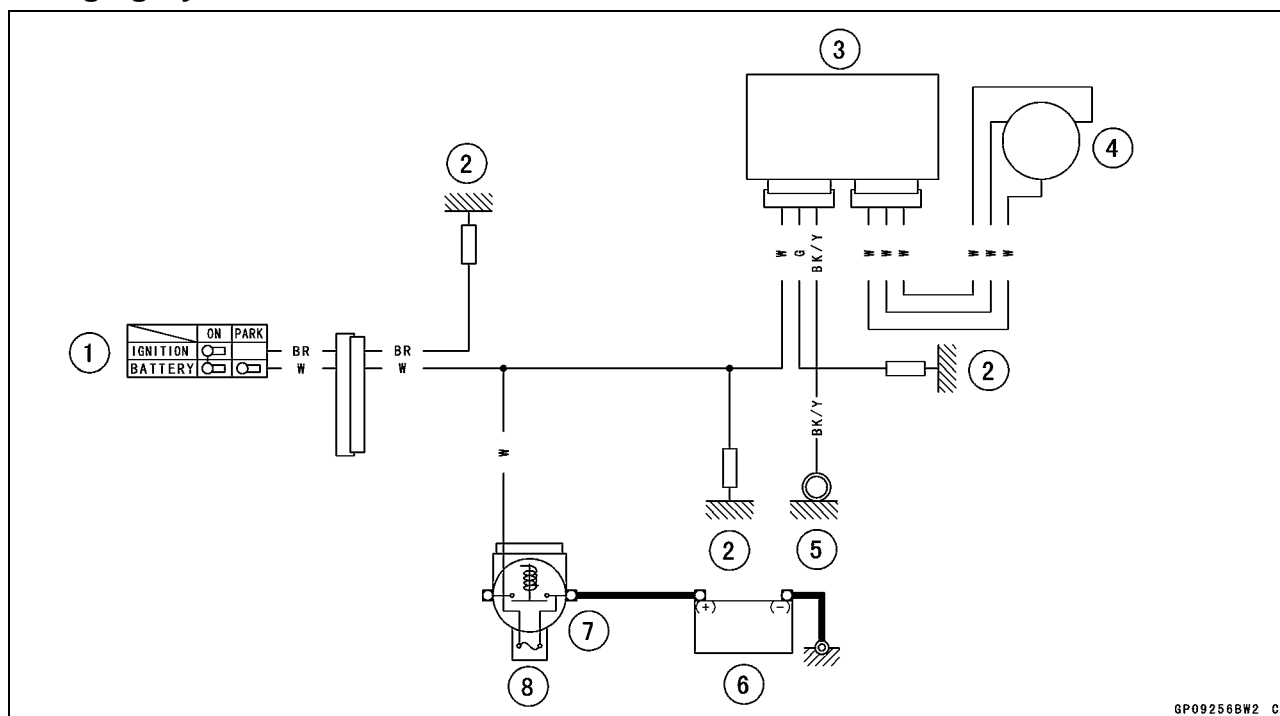 3
2
4
W G BK/Y W W W W W W
ON PARK
1 IGNITION BR BR
BATTERY W W
2
BK/Y
W
2 5
(+) (-)
7
8 6
GP09256BW2 C